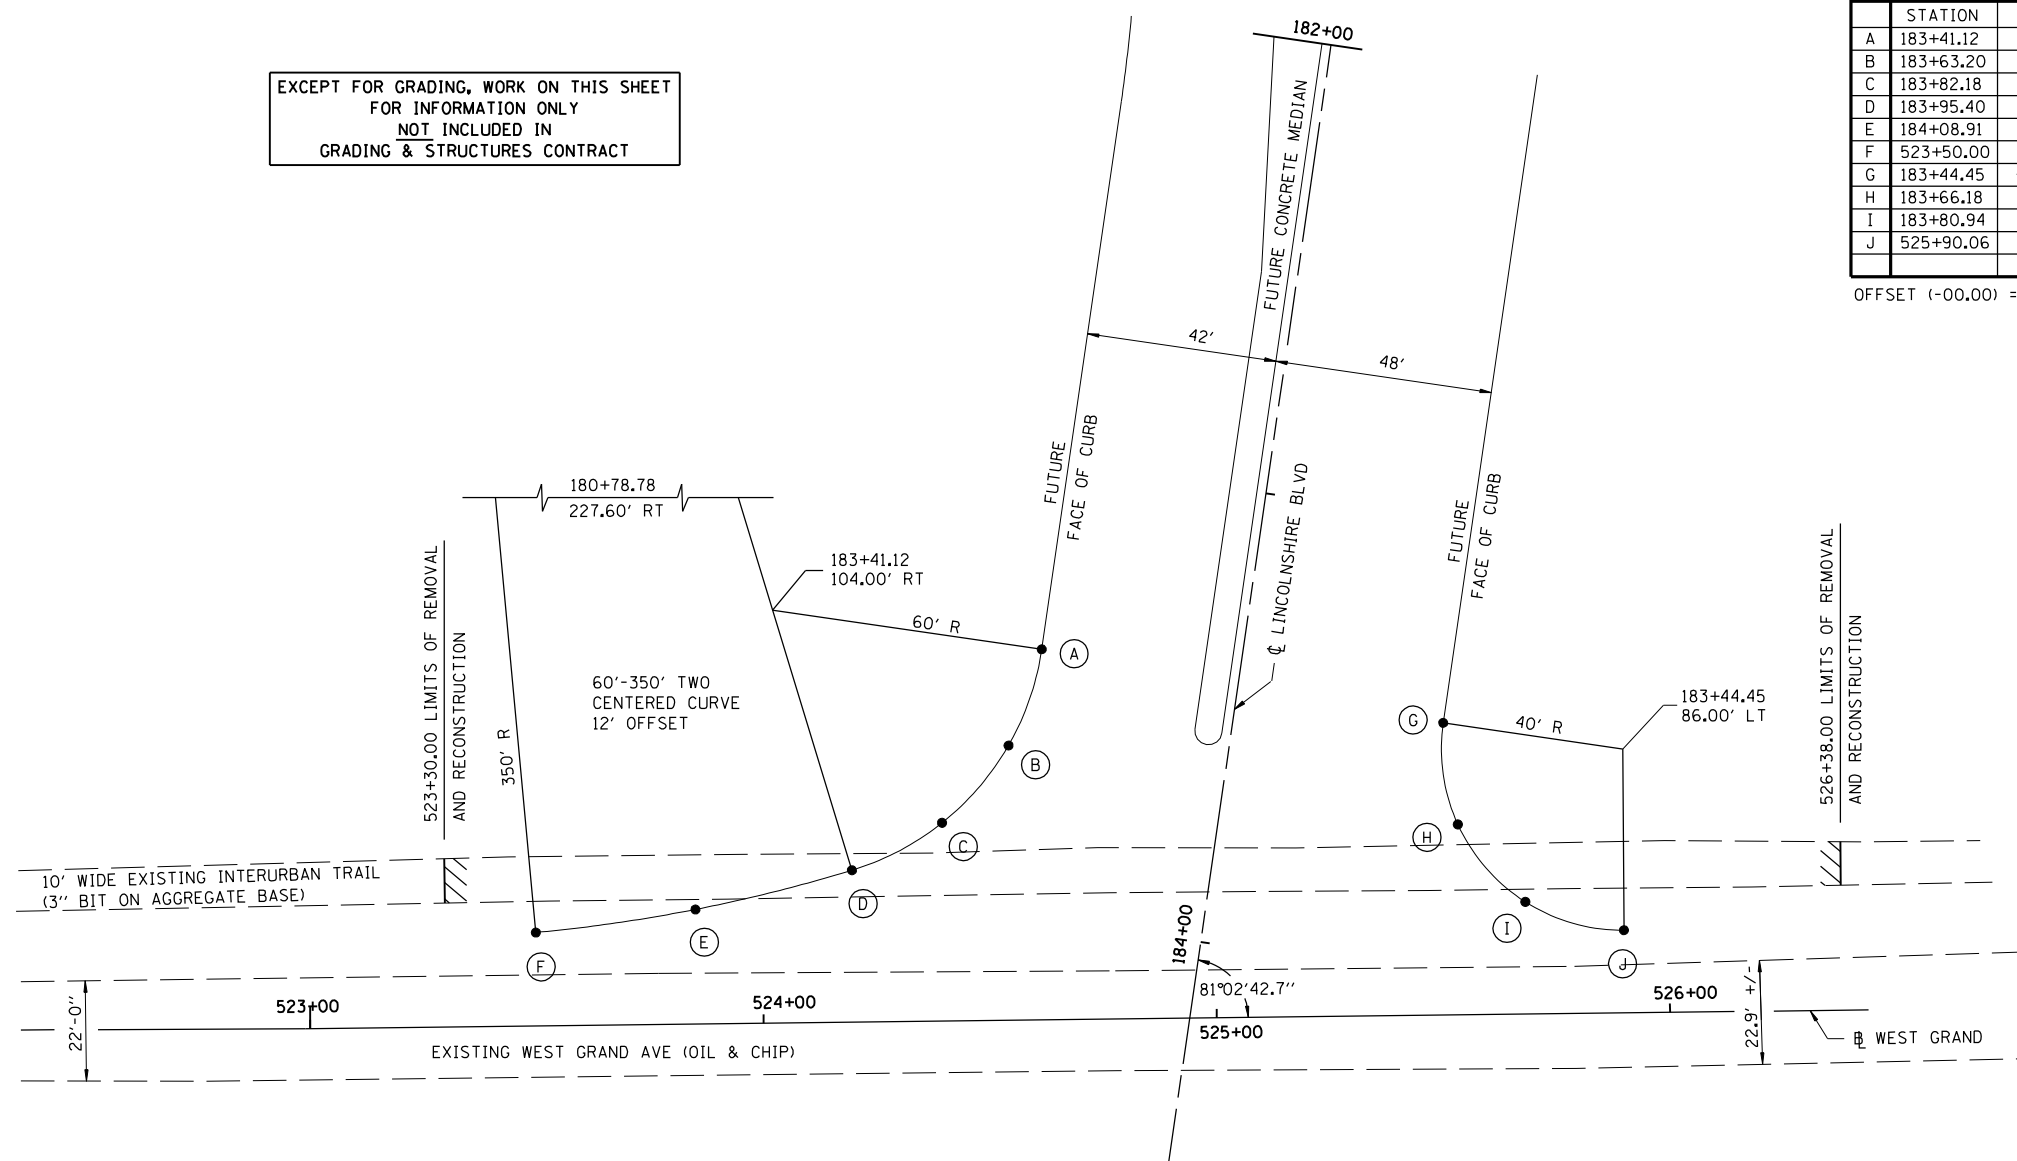 182+00
EXCEPT FOR GRADING, WORK ON THIS SHEET
FOR INFORMATION ONLY
NOT INCLUDED IN
GRADING & STRUCTURES CONTRACT
STATION
A 183+41.12
B 183+63.20
C 183+82.18
D 183+95.40
E 184+08.91
F 523+50.00
G 183+44.45
H 183+66.18
I 183+80.94
J 525+90.06
OFFSET (-00.00) =
FUTURE CONCRETE MEDIAN
42'
48'
FUTURE
FACE OF CURB
FUTURE
FACE OF CURB
℄ LINCOLNSHIRE BLVD
180+78.78
227.60' RT
183+41.12
104.00' RT
60' R
A
60'-350' TWO
CENTERED CURVE
12' OFFSET
350' R
523+30.00 LIMITS OF REMOVAL
AND RECONSTRUCTION
B
C
D
E
F
G
40' R
183+44.45
86.00' LT
H
I
J
526+38.00 LIMITS OF REMOVAL
AND RECONSTRUCTION
10' WIDE EXISTING INTERURBAN TRAIL
(3'' BIT ON AGGREGATE BASE)
184+00
81°02'42.7''
22'-0''
523+00
524+00
525+00
526+00
22.9' +/-
EXISTING WEST GRAND AVE (OIL & CHIP)
BL WEST GRAND